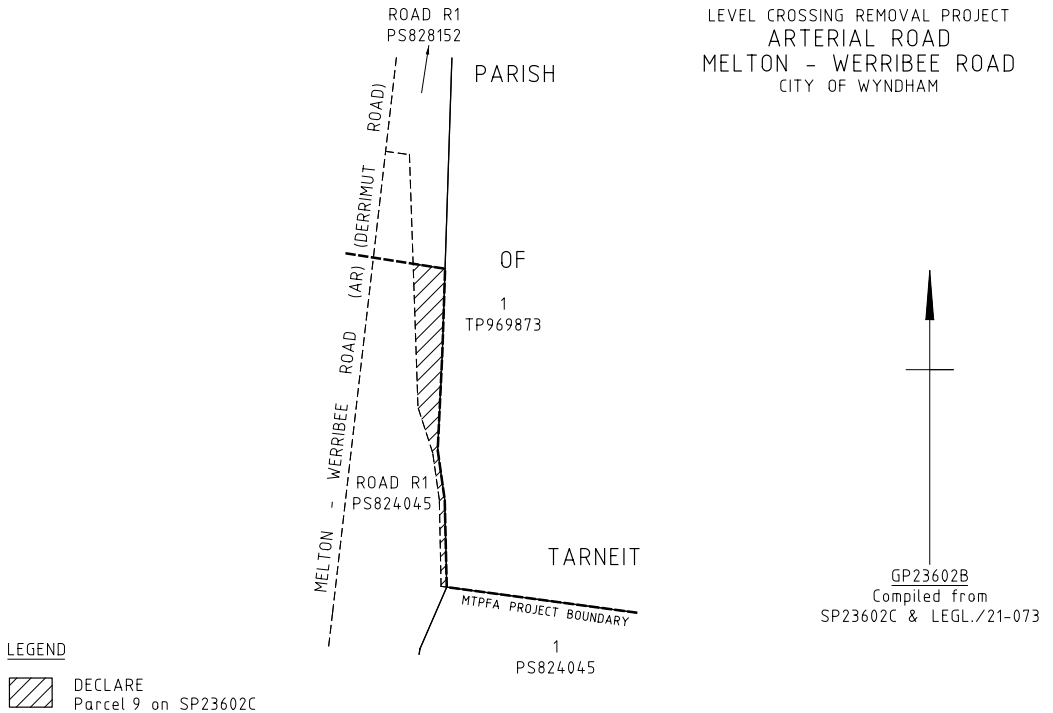 ROAD R1
PS828152
LEVEL CROSSING REMOVAL PROJECT
ARTERIAL ROAD
MELTON - WERRIBEE ROAD
CITY OF WYNDHAM
PARISH
OF
TARNEIT
MELTON - WERRIBEE ROAD (AR) (DERRIMUT ROAD)
1
TP969873
ROAD R1
PS824045
MTPFA PROJECT BOUNDARY
1
PS824045
GP23602B
Compiled from
SP23602C & LEGL./21-073
LEGEND
DECLARE
Parcel 9 on SP23602C